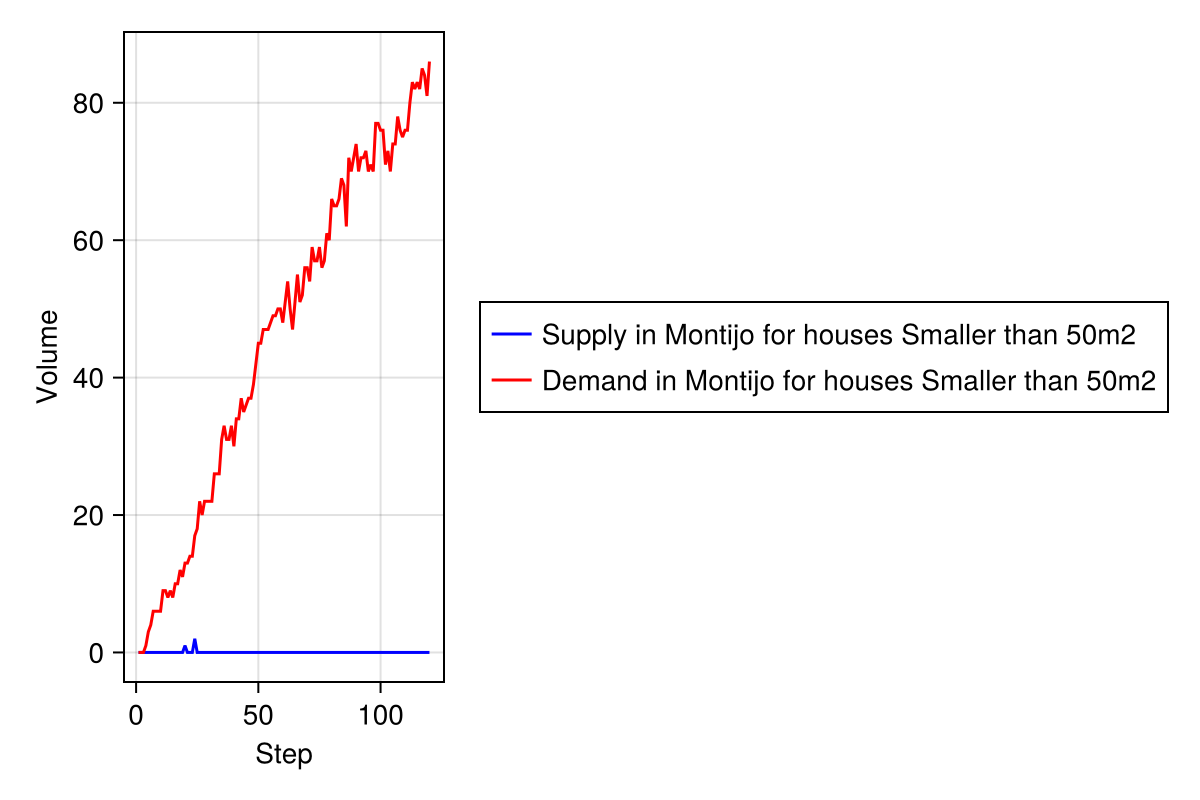 80
60
40
20
0
Volume
0 50 100
Step
Supply in Montijo for houses Smaller than 50m2
Demand in Montijo for houses Smaller than 50m2